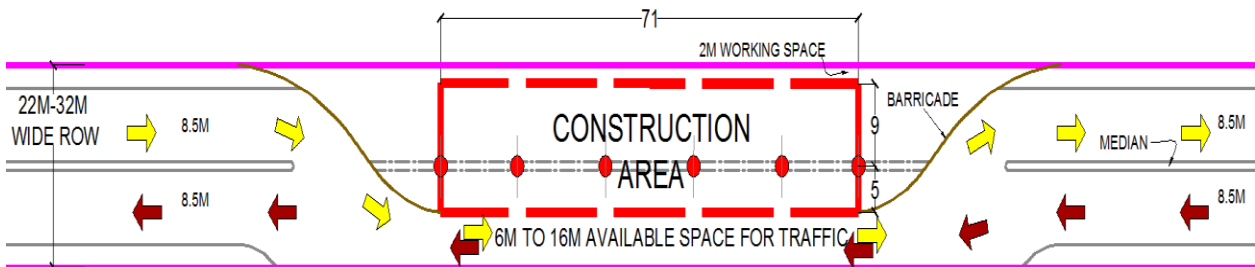 71
2M WORKING SPACE
22M-32M
WIDE ROW
8.5M
CONSTRUCTION
AREA
9
BARRICADE
8.5M
MEDIAN
8.5M
5
8.5M
6M TO 16M AVAILABLE SPACE FOR TRAFFIC